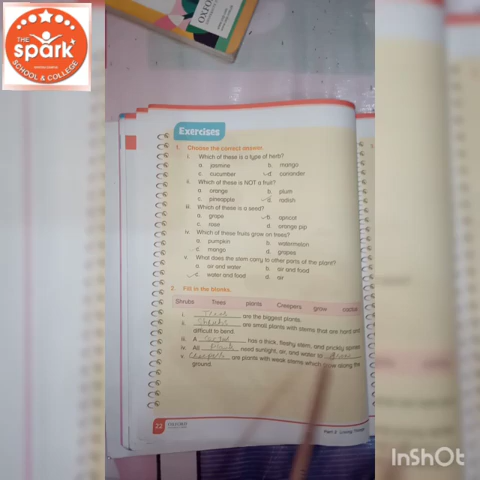 THE
spark
SCHOOL & COLLEGE
OXFORD
Exercises
1. Choose the correct answer.
i. Which of these is a type of herb?
a. jasmine b. mango
c. cucumber d. coriander
ii. Which of these is NOT a fruit?
a. orange b. plum
c. pineapple d. radish
iii. Which of these is a seed?
a. grape b. apricot
c. rose d. orange pip
iv. Which of these fruits grow on trees?
a. pumpkin b. watermelon
c. mango d. grapes
v. What does the stem carry to other parts of the plant?
a. air and water b. air and food
c. water and food d. air
2. Fill in the blanks.
Shrubs Trees plants Creepers grow cactus
i. Trees are the biggest plants.
ii. Shrubs are small plants with stems that are hard and
difficult to bend.
iii. A cactus has a thick, fleshy stem, and prickly spines.
iv. All plants need sunlight, air, and water to grow
v. Creepers are plants with weak stems which grow along the
ground.
22 OXFORD
InShOt